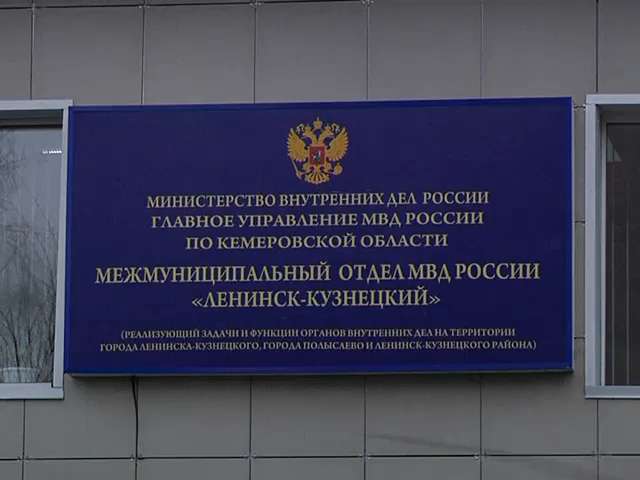 МИНИСТЕРСТВО ВНУТРЕННИХ ДЕЛ РОССИИ
ГЛАВНОЕ УПРАВЛЕНИЕ МВД РОССИИ
ПО КЕМЕРОВСКОЙ ОБЛАСТИ
МЕЖМУНИЦИПАЛЬНЫЙ ОТДЕЛ МВД РОССИИ
«ЛЕНИНСК-КУЗНЕЦКИЙ»
(РЕАЛИЗУЮЩИЙ ЗАДАЧИ И ФУНКЦИИ ОРГАНОВ ВНУТРЕННИХ ДЕЛ НА ТЕРРИТОРИИ
ГОРОДА ЛЕНИНСКА-КУЗНЕЦКОГО, ГОРОДА ПОЛЫСАЕВО И ЛЕНИНСК-КУЗНЕЦКОГО РАЙОНА)